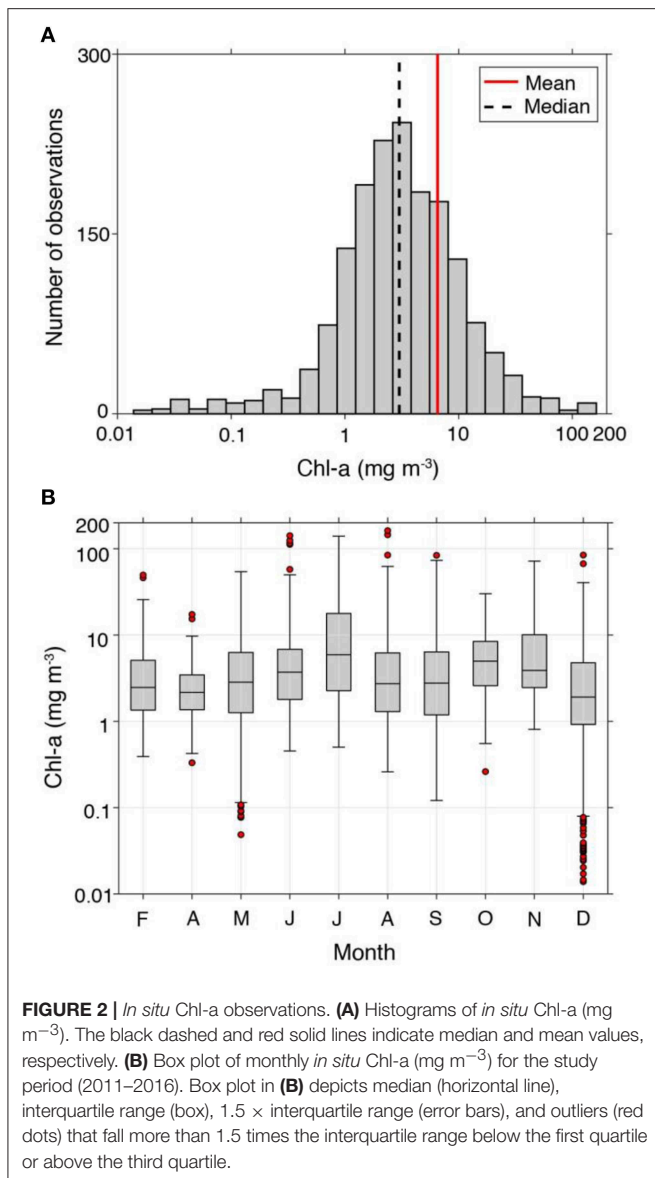 A
300
150
0
Number of observations
Mean
Median
0.01 0.1 1 10 100 200
Chl-a (mg m-3)
B
200
100
10
1
0.1
0.01
Chl-a (mg m-3)
F A M J J A S O N D
Month
FIGURE 2 | In situ Chl-a observations. (A) Histograms of in situ Chl-a (mg
m−3). The black dashed and red solid lines indicate median and mean values,
respectively. (B) Box plot of monthly in situ Chl-a (mg m−3) for the study
period (2011–2016). Box plot in (B) depicts median (horizontal line),
interquartile range (box), 1.5 × interquartile range (error bars), and outliers (red
dots) that fall more than 1.5 times the interquartile range below the first quartile
or above the third quartile.